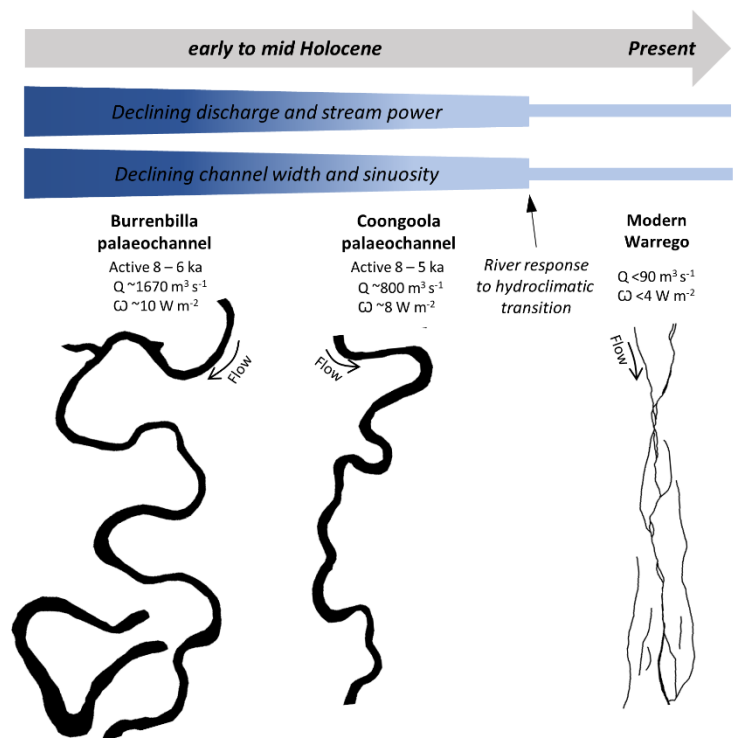 early to mid Holocene
Present
Declining discharge and stream power
Declining channel width and sinuosity
Burrenbilla
palaeochannel
Active 8 – 6 ka
Q ~1670 m³ s⁻¹
Ѡ ~10 W m⁻²
Coongoola
palaeochannel
Active 8 – 5 ka
Q ~800 m³ s⁻¹
Ѡ ~8 W m⁻²
River response
to hydroclimatic
transition
Modern
Warrego
Q <90 m³ s⁻¹
Ѡ <4 W m⁻²
Flow
Flow
Flow